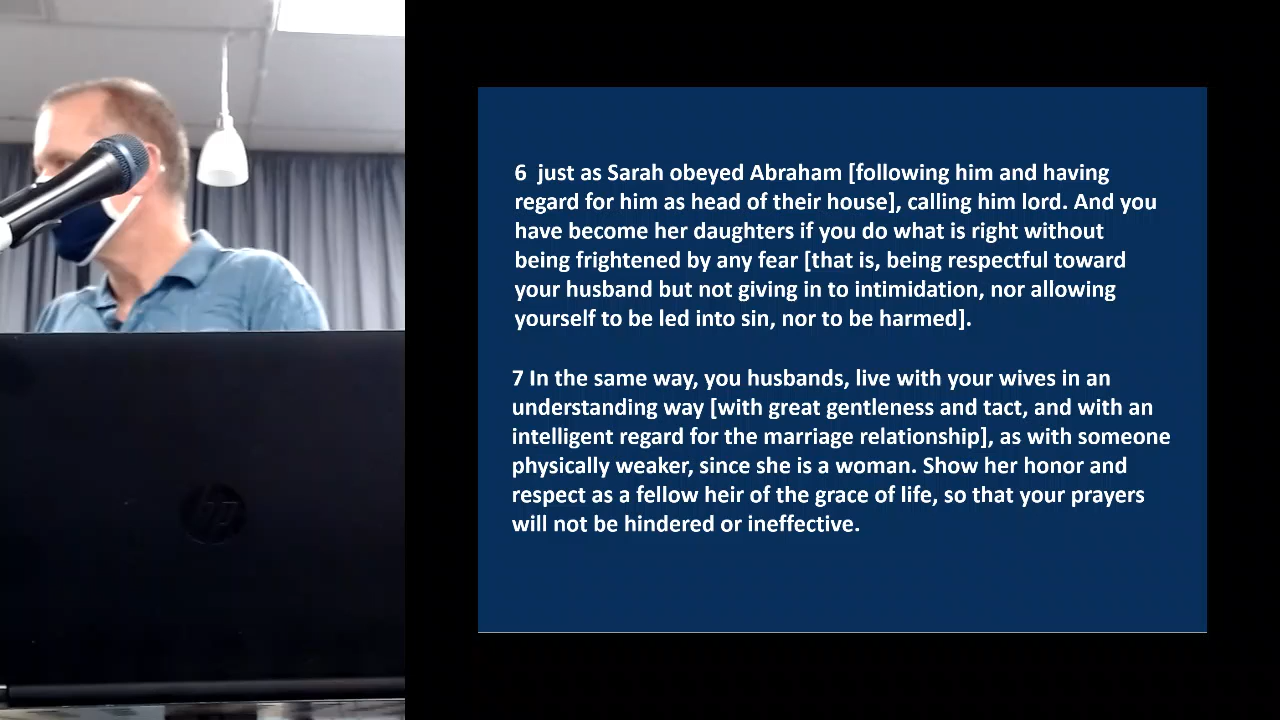 6 just as Sarah obeyed Abraham [following him and having
regard for him as head of their house], calling him lord. And you
have become her daughters if you do what is right without
being frightened by any fear [that is, being respectful toward
your husband but not giving in to intimidation, nor allowing
yourself to be led into sin, nor to be harmed].
7 In the same way, you husbands, live with your wives in an
understanding way [with great gentleness and tact, and with an
intelligent regard for the marriage relationship], as with someone
physically weaker, since she is a woman. Show her honor and
respect as a fellow heir of the grace of life, so that your prayers
will not be hindered or ineffective.
hp